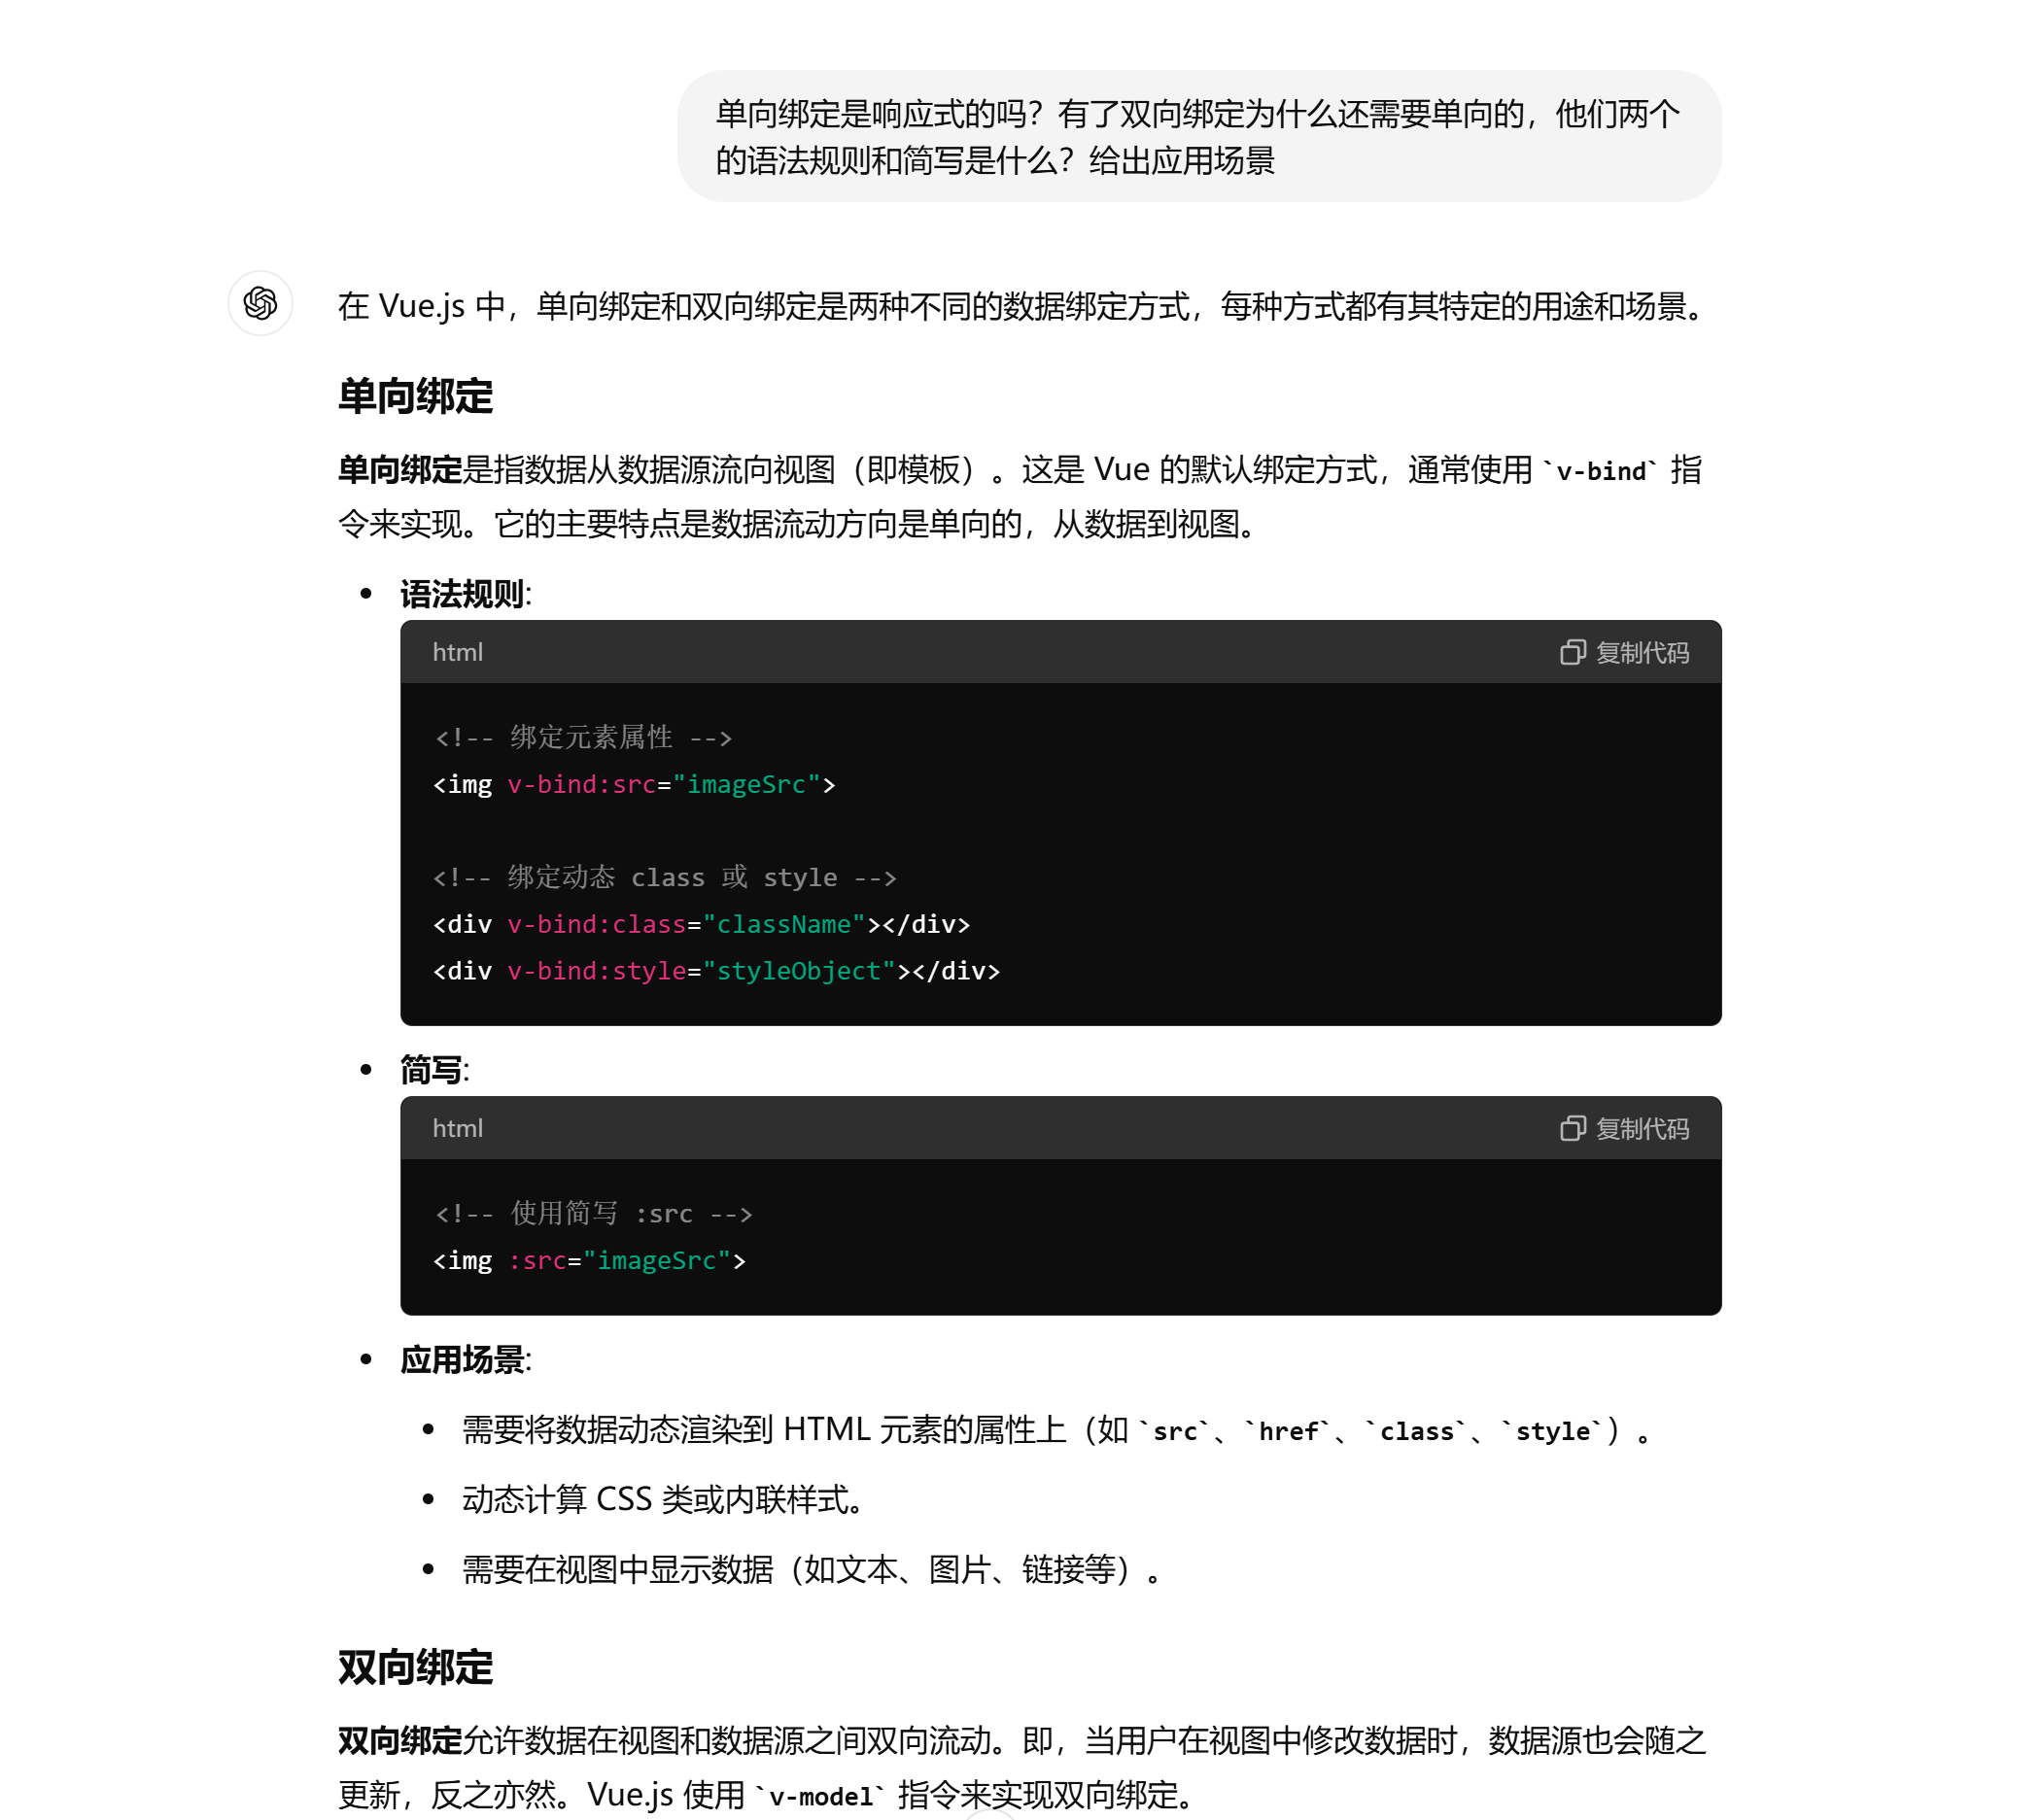 单向绑定是响应式的吗？有了双向绑定为什么还需要单向的，他们两个
的语法规则和简写是什么？给出应用场景
在 Vue.js 中，单向绑定和双向绑定是两种不同的数据绑定方式，每种方式都有其特定的用途和场景。
单向绑定
单向绑定是指数据从数据源流向视图（即模板）。这是 Vue 的默认绑定方式，通常使用 `v-bind` 指
令来实现。它的主要特点是数据流动方向是单向的，从数据到视图。
• 语法规则:
html 复制代码
<!-- 绑定元素属性 -->
<img v-bind:src="imageSrc">
<!-- 绑定动态 class 或 style -->
<div v-bind:class="className"></div>
<div v-bind:style="styleObject"></div>
• 简写:
html 复制代码
<!-- 使用简写 :src -->
<img :src="imageSrc">
• 应用场景:
• 需要将数据动态渲染到 HTML 元素的属性上（如 `src`、`href`、`class`、`style`）。
• 动态计算 CSS 类或内联样式。
• 需要在视图中显示数据（如文本、图片、链接等）。
双向绑定
双向绑定允许数据在视图和数据源之间双向流动。即，当用户在视图中修改数据时，数据源也会随之
更新，反之亦然。Vue.js 使用 `v-model` 指令来实现双向绑定。